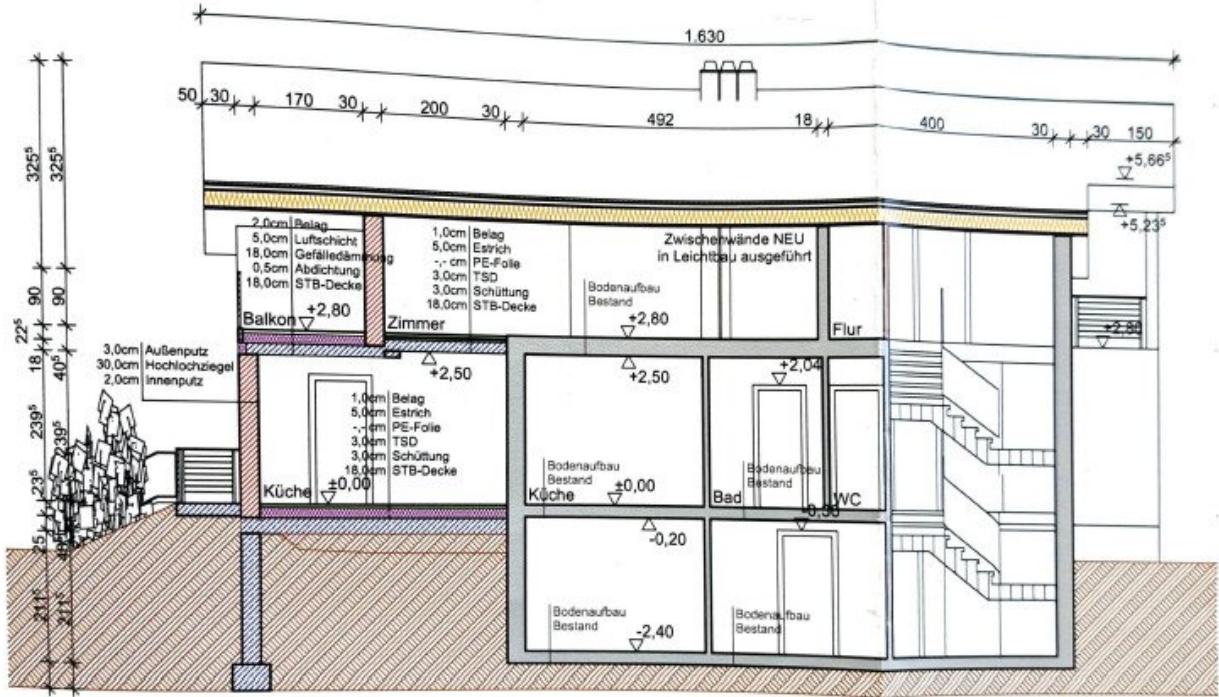 1.630
50 30 170 30 200 30 492 18 400 30 30 150
+5,66⁵
+5,23⁵
325⁵
325⁵
90
90
22⁵
18
40⁵
239⁵
239⁵
23⁵
25
211⁵
211⁵
2,0cm Belag
5,0cm Luftschicht
18,0cm Gefälledämmung
0,5cm Abdichtung
18,0cm STB-Decke
+2,80
Balkon
1,0cm Belag
5,0cm Estrich
-,- cm PE-Folie
3,0cm TSD
3,0cm Schüttung
18,0cm STB-Decke
Zimmer
Zwischenwände NEU
in Leichtbau ausgeführt
Bodenaufbau
Bestand
+2,80
Flur
+2,80
3,0cm Außenputz
30,0cm Hochlochziegel
2,0cm Innenputz
+2,50
+2,50
+2,04
1,0cm Belag
5,0cm Estrich
-,-cm PE-Folie
3,0cm TSD
3,0cm Schüttung
18,0cm STB-Decke
Küche
±0,00
Bodenaufbau
Bestand
Küche
±0,00
Bodenaufbau
Bestand
Bad
WC
-0,20
Bodenaufbau
Bestand
-2,40
Bodenaufbau
Bestand